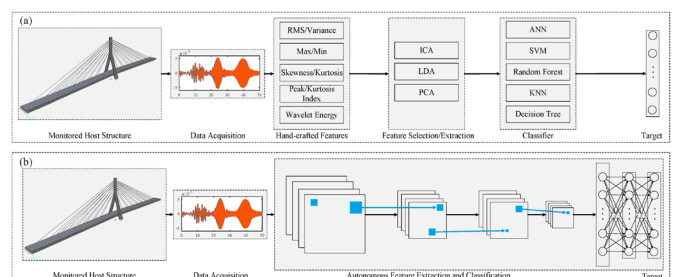 (a)
RMS/Variance
Max/Min
Skewness/Kurtosis
Peak/Kurtosis
Index
Wavelet Energy
ICA
LDA
PCA
ANN
SVM
Random Forest
KNN
Decision Tree
Monitored Host Structure
Data Acquisition
Hand-crafted Features
Feature Selection/Extraction
Classifier
Target
(b)
Monitored Host Structure
Data Acquisition
Autonomous Feature Extraction and Classification
Target